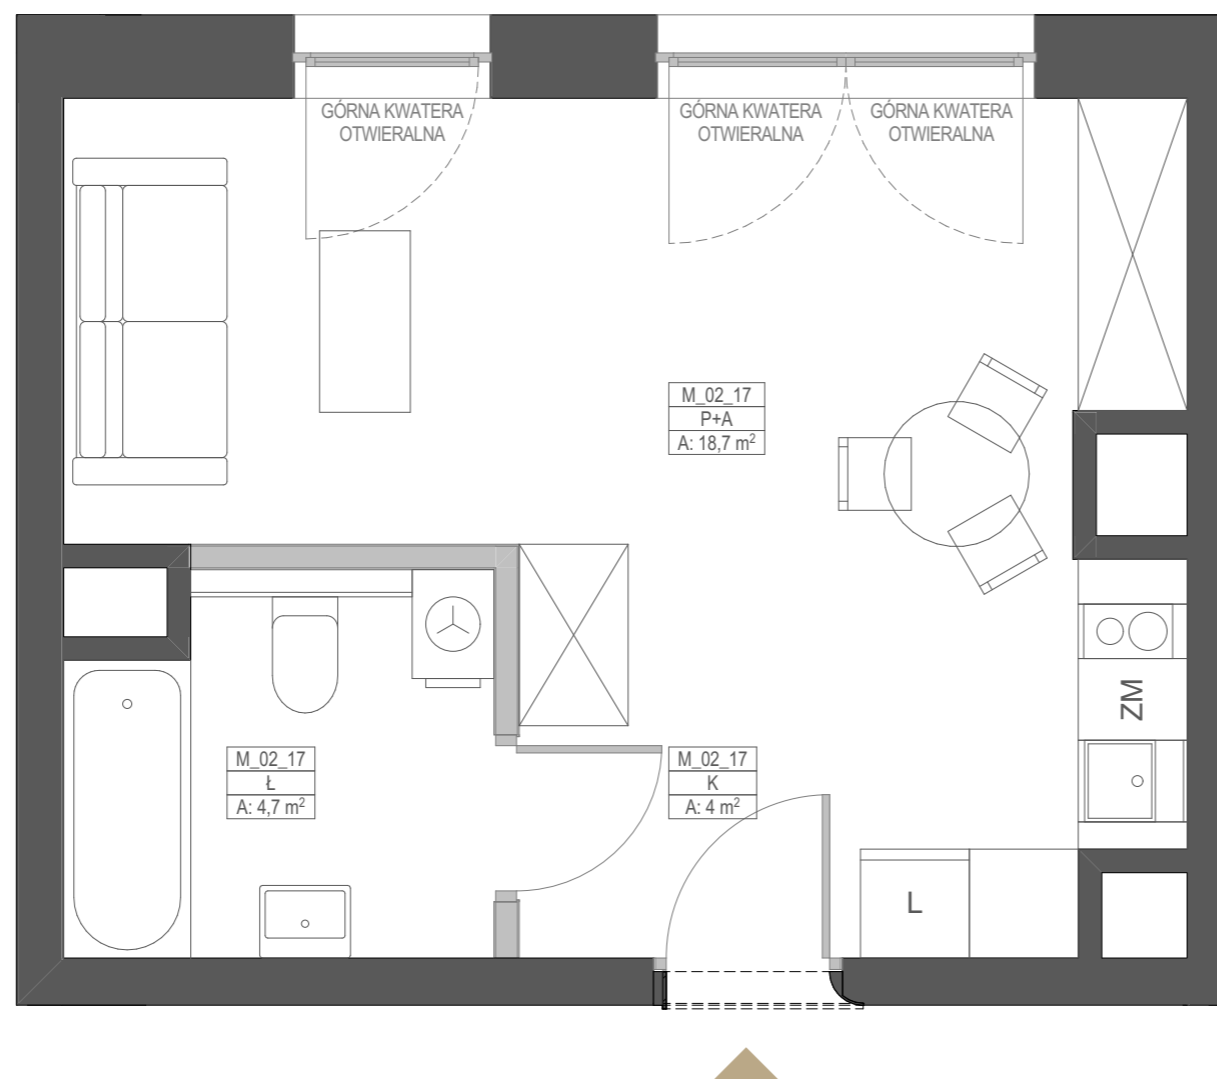 GÓRNA KWATERA
OTWIERALNA
GÓRNA KWATERA
OTWIERALNA
GÓRNA KWATERA
OTWIERALNA
M_02_17
P+A
A: 18,7 m²
ZM
M_02_17
Ł
A: 4,7 m²
M_02_17
K
A: 4 m²
L